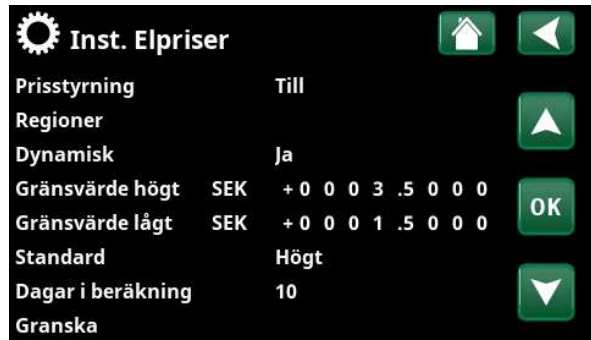 Inst. Elpriser
Prisstyrning Till
Regioner
Dynamisk Ja
Gränsvärde högt SEK +0 0 0 3 .5 0 0 0
Gränsvärde lågt SEK +0 0 0 1 .5 0 0 0
OK
Standard Högt
Dagar i beräkning 10
Granska